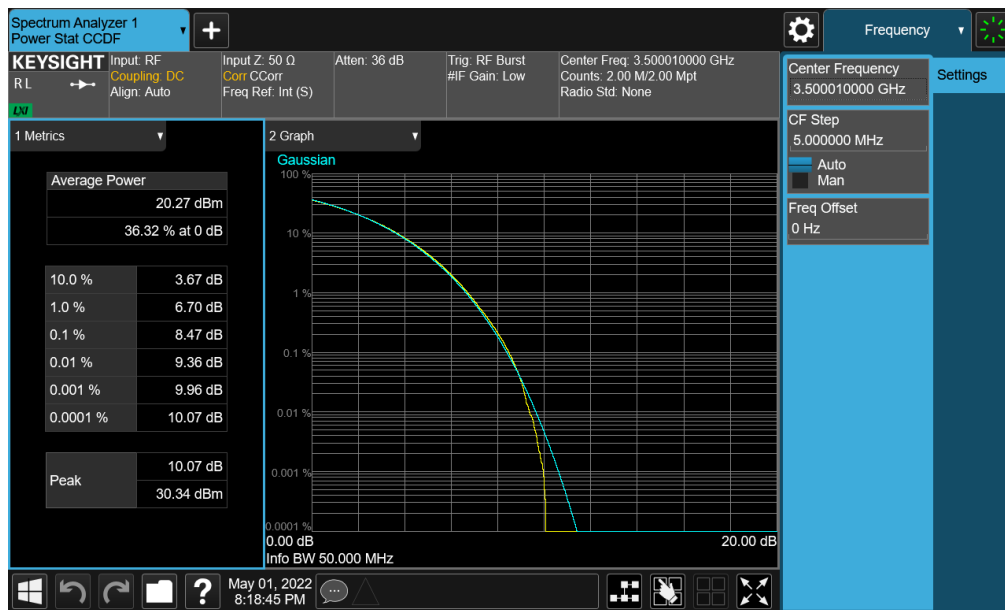 Spectrum Analyzer 1
Power Stat CCDF
Frequency
KEYSIGHT
R L
LXI
Input: RF
Coupling: DC
Align: Auto
Input Z: 50 Ω
Corr CCorr
Freq Ref: Int (S)
Atten: 36 dB
Trig: RF Burst
#IF Gain: Low
Center Freq: 3.500010000 GHz
Counts: 2.00 M/2.00 Mpt
Radio Std: None
Center Frequency
3.500010000 GHz
Settings
CF Step
5.000000 MHz
Auto
Man
Freq Offset
0 Hz
1 Metrics
Average Power
20.27 dBm
36.32 % at 0 dB
10.0 % 3.67 dB
1.0 % 6.70 dB
0.1 % 8.47 dB
0.01 % 9.36 dB
0.001 % 9.96 dB
0.0001 % 10.07 dB
Peak
10.07 dB
30.34 dBm
2 Graph
Gaussian
100 %
10 %
1 %
0.1 %
0.01 %
0.001 %
0.0001 %
0.00 dB 20.00 dB
Info BW 50.000 MHz
?
May 01, 2022
8:18:45 PM